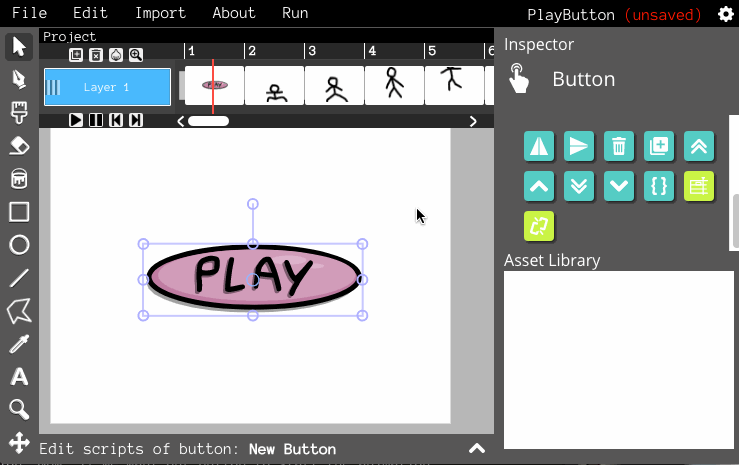 File Edit Import About Run PlayButton (unsaved)
Project
1 2 3 4 5 6
Inspector
Layer 1
PLAY
Button
{}
PLAY
Asset Library
A
Edit scripts of button: New Button